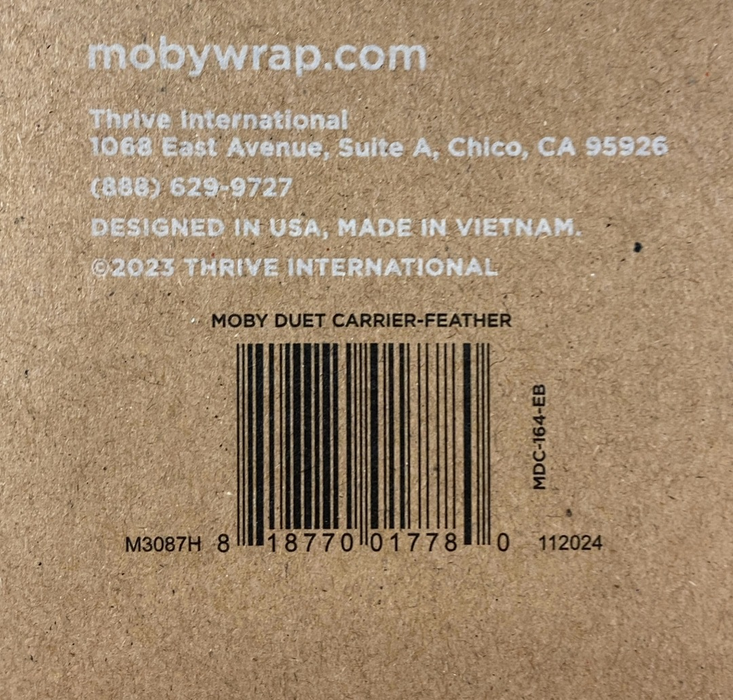 mobywrap.com
Thrive International
1068 East Avenue, Suite A, Chico, CA 95926
(888) 629-9727
DESIGNED IN USA, MADE IN VIETNAM.
©2023 THRIVE INTERNATIONAL
MOBY DUET CARRIER-FEATHER
MDC-164-EB
M3087H 8 18770 01778 0 112024